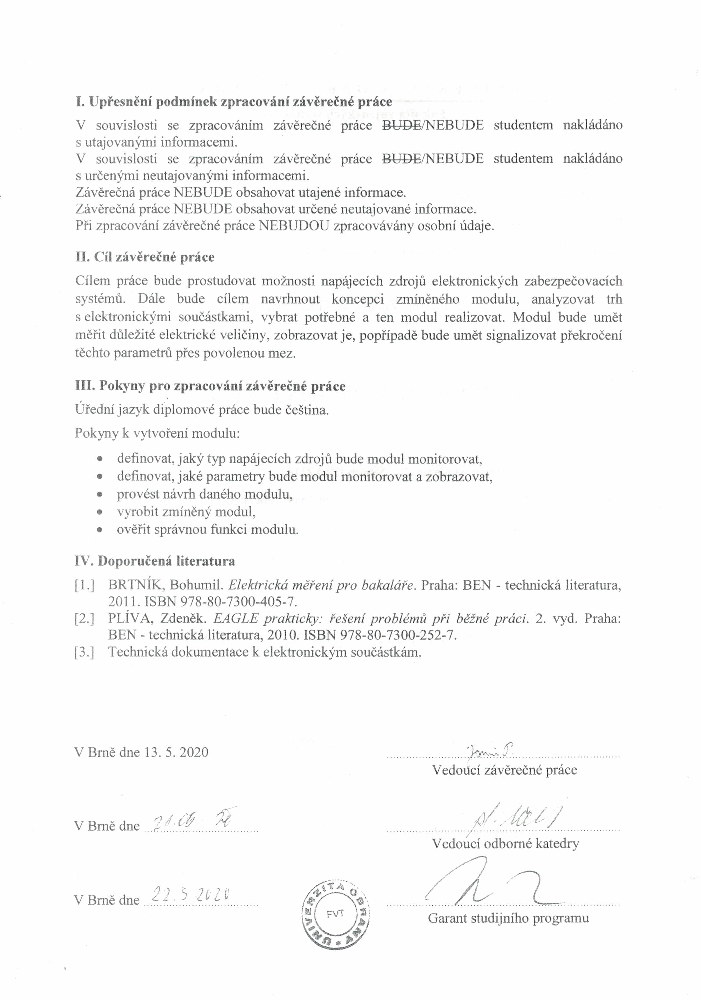 I. Upřesnění podmínek zpracování závěrečné práce
V souvislosti se zpracováním závěrečné práce BUDE/NEBUDE studentem nakládáno
s utajovanými informacemi.
V souvislosti se zpracováním závěrečné práce BUDE/NEBUDE studentem nakládáno
s určenými neutajovanými informacemi.
Závěrečná práce NEBUDE obsahovat utajené informace.
Závěrečná práce NEBUDE obsahovat určené neutajované informace.
Při zpracování závěrečné práce NEBUDOU zpracovávány osobní údaje.
II. Cíl závěrečné práce
Cílem práce bude prostudovat možnosti napájecích zdrojů elektronických zabezpečovacích
systémů. Dále bude cílem navrhnout koncepci zmíněného modulu, analyzovat trh
s elektronickými součástkami, vybrat potřebné a ten modul realizovat. Modul bude umět
měřit důležité elektrické veličiny, zobrazovat je, popřípadě bude umět signalizovat překročení
těchto parametrů přes povolenou mez.
III. Pokyny pro zpracování závěrečné práce
Úřední jazyk diplomové práce bude čeština.
Pokyny k vytvoření modulu:
• definovat, jaký typ napájecích zdrojů bude modul monitorovat,
• definovat, jaké parametry bude modul monitorovat a zobrazovat,
• provést návrh daného modulu,
• vyrobit zmíněný modul,
• ověřit správnou funkci modulu.
IV. Doporučená literatura
[1.] BRTNÍK, Bohumil. Elektrická měření pro bakaláře. Praha: BEN - technická literatura,
2011. ISBN 978-80-7300-405-7.
[2.] PLÍVA, Zdeněk. EAGLE prakticky: řešení problémů při běžné práci. 2. vyd. Praha:
BEN - technická literatura, 2010. ISBN 978-80-7300-252-7.
[3.] Technická dokumentace k elektronickým součástkám.
V Brně dne 13. 5. 2020
Vedoucí závěrečné práce
V Brně dne
Vedoucí odborné katedry
V Brně dne 22.5 2020
UNIVERZITA OBRANY
FVT
Garant studijního programu